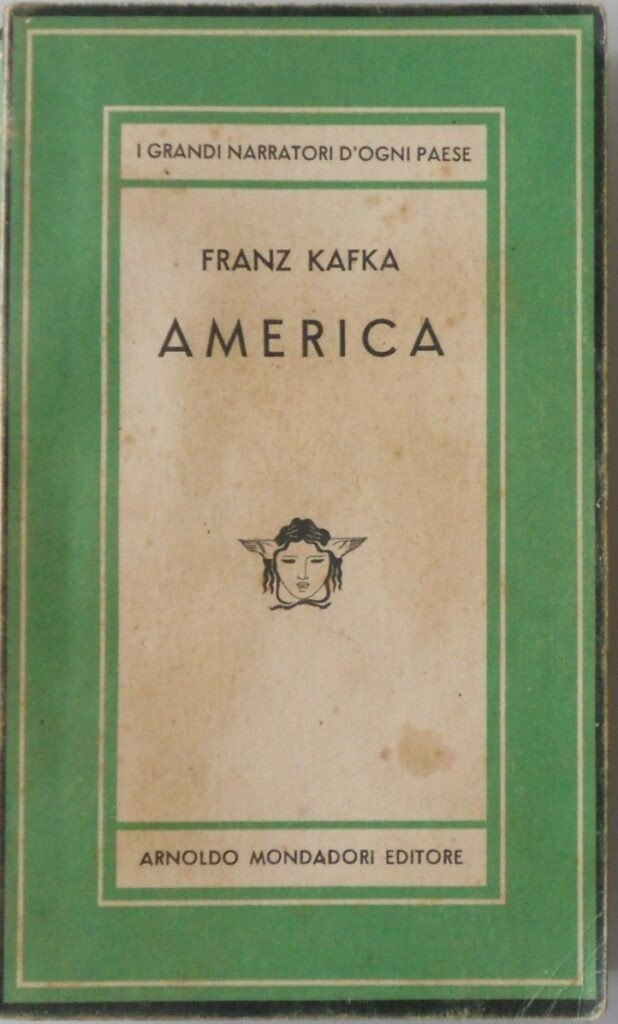 I GRANDI NARRATORI D'OGNI PAESE
FRANZ KAFKA
AMERICA
ARNOLDO MONDADORI EDITORE